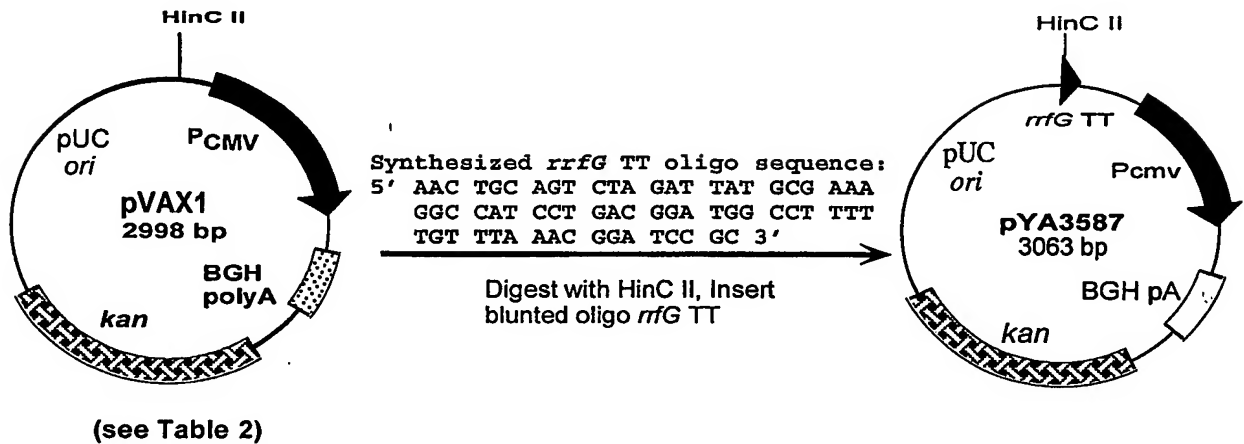 HinC II
PCMV
pUC
ori
pVAX1
2998 bp
BGH
polyA
kan
(see Table 2)
Synthesized rrfG TT oligo sequence:
5' AAC TGC AGT CTA GAT TAT GCG AAA
GGC CAT CCT GAC GGA TGG CCT TTT
TGT TTA AAC GGA TCC GC 3'
Digest with HinC II, Insert
blunted oligo rrfG TT
HinC II
rrfG TT
Pcmv
pUC
ori
pYA3587
3063 bp
BGH pA
kan